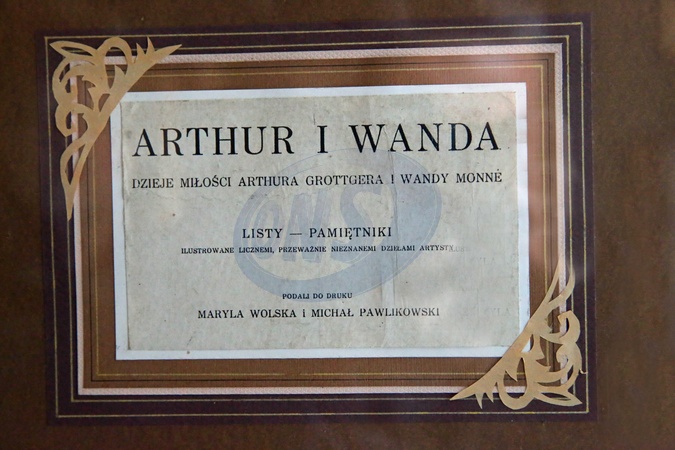 ARTHUR I WANDA
DZIEJE MIŁOŚCI ARTHURA GROTTGERA I WANDY MONNÉ
LISTY — PAMIĘTNIKI
ILUSTROWANE LICZNEMI, PRZEWAŻNIE NIEZNANEMI DZIEŁAMI ARTYSTY
PODALI DO DRUKU
MARYLA WOLSKA I MICHAŁ PAWLIKOWSKI